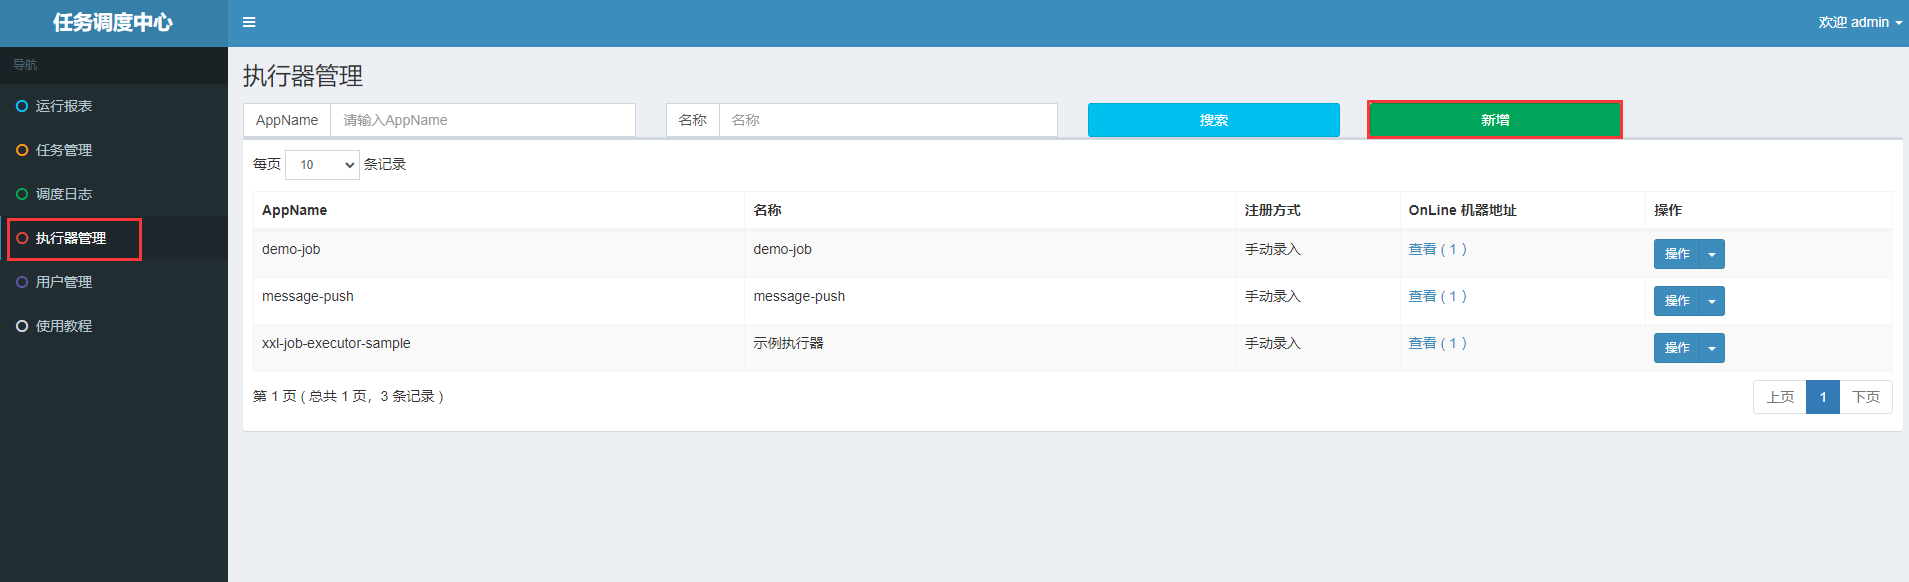 任务调度中心
欢迎 admin
导航
运行报表
任务管理
调度日志
执行器管理
用户管理
使用教程
执行器管理
AppName 请输入AppName 名称 名称 搜索 新增
每页 10 条记录
AppName 名称 注册方式 OnLine 机器地址 操作
demo-job demo-job 手动录入 查看 ( 1 ) 操作
message-push message-push 手动录入 查看 ( 1 ) 操作
xxl-job-executor-sample 示例执行器 手动录入 查看 ( 1 ) 操作
第 1 页 ( 总共 1 页，3 条记录 ) 上页 1 下页